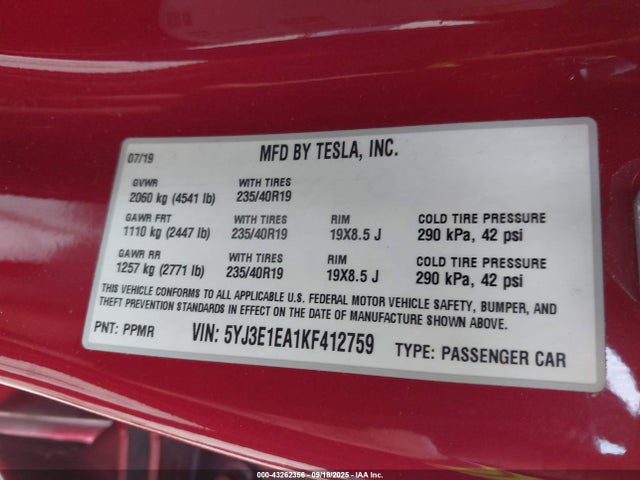 07/19 MFD BY TESLA, INC.
GVWR WITH TIRES
2060 kg (4541 lb) 235/40R19
GAWR FRT WITH TIRES RIM COLD TIRE PRESSURE
1110 kg (2447 lb) 235/40R19 19X8.5 J 290 kPa, 42 psi
GAWR RR WITH TIRES RIM COLD TIRE PRESSURE
1257 kg (2771 lb) 235/40R19 19X8.5 J 290 kPa, 42 psi
THIS VEHICLE CONFORMS TO ALL APPLICABLE U.S. FEDERAL MOTOR VEHICLE SAFETY, BUMPER, AND
THEFT PREVENTION STANDARDS IN EFFECT ON THE DATE OF MANUFACTURE SHOWN ABOVE.
PNT: PPMR VIN: 5YJ3E1EA1KF412759 TYPE: PASSENGER CAR
000-43262356 - 09/18/2025 - IAA Inc.